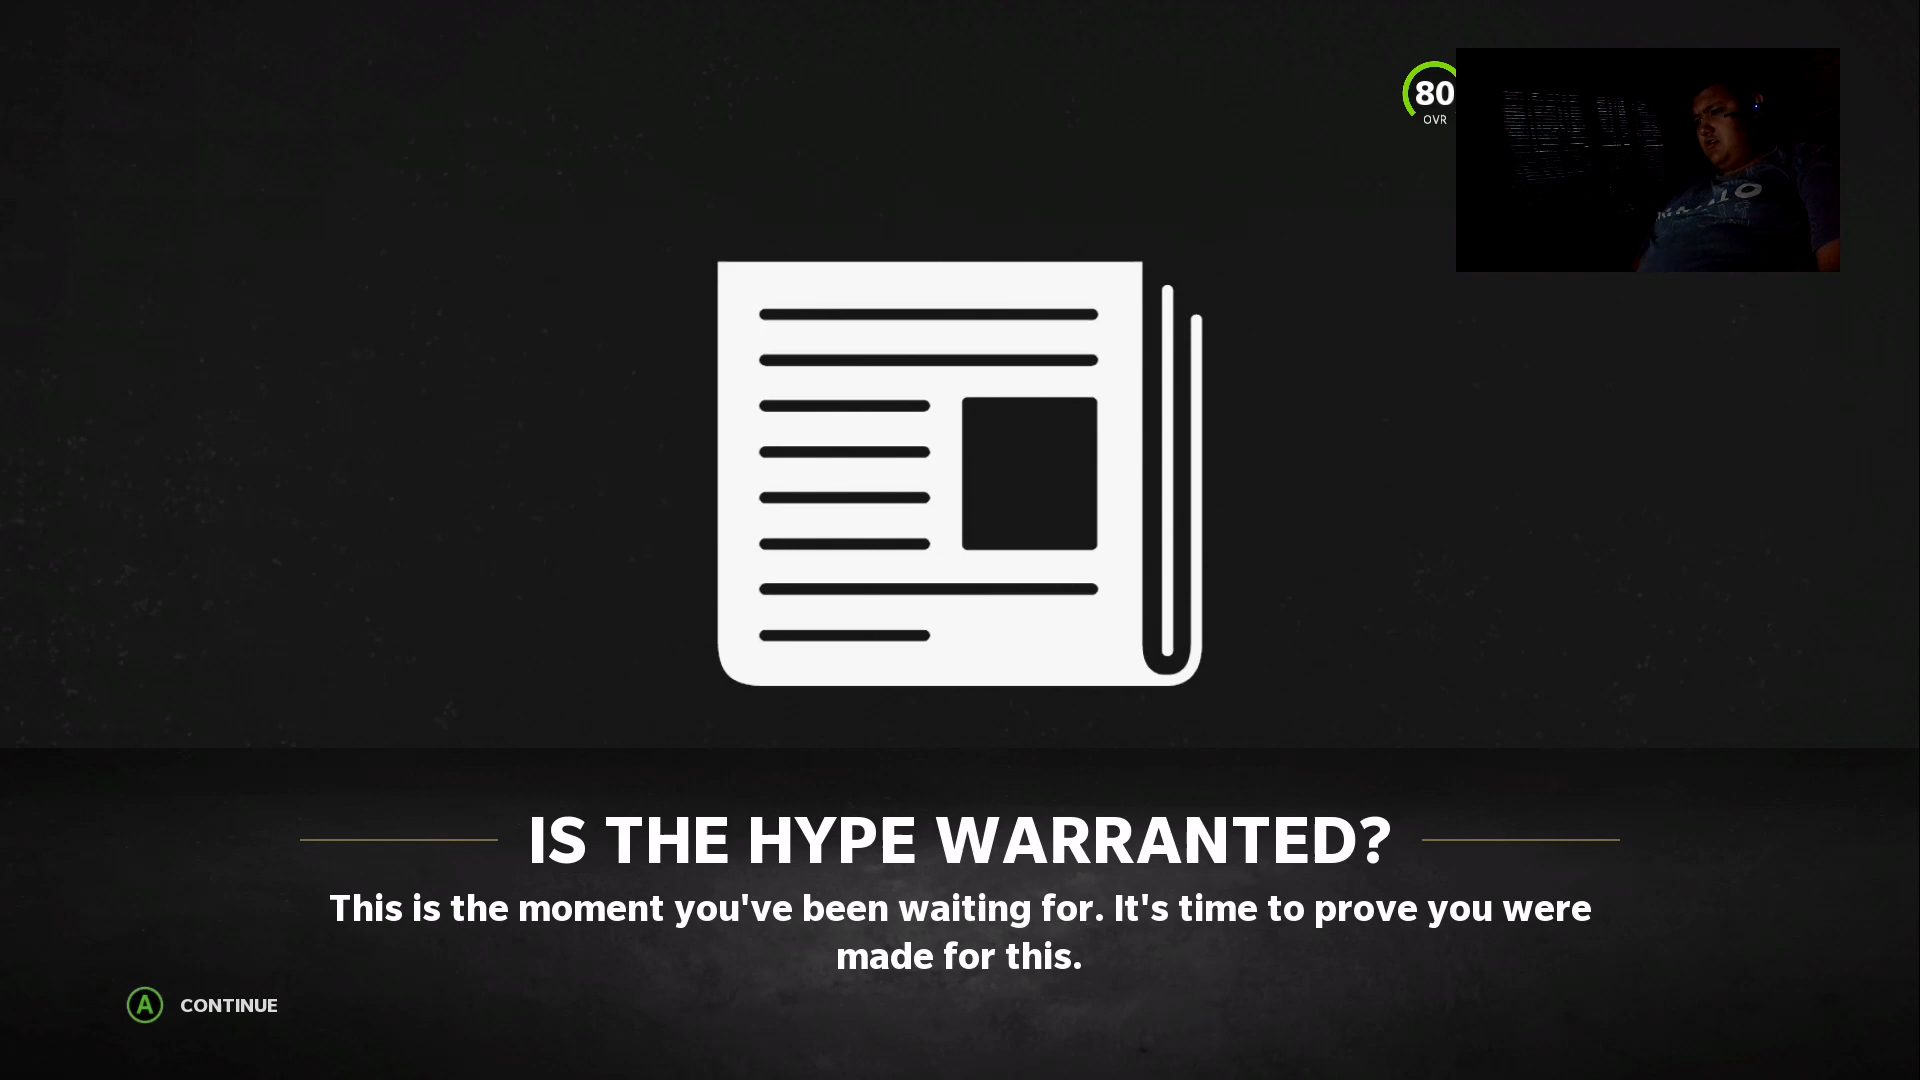 80
OVR
IS THE HYPE WARRANTED?
This is the moment you've been waiting for. It's time to prove you were
made for this.
A CONTINUE